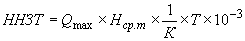 ННЗТ = Q_max × H_ср.т × 1/K × T × 10^-3